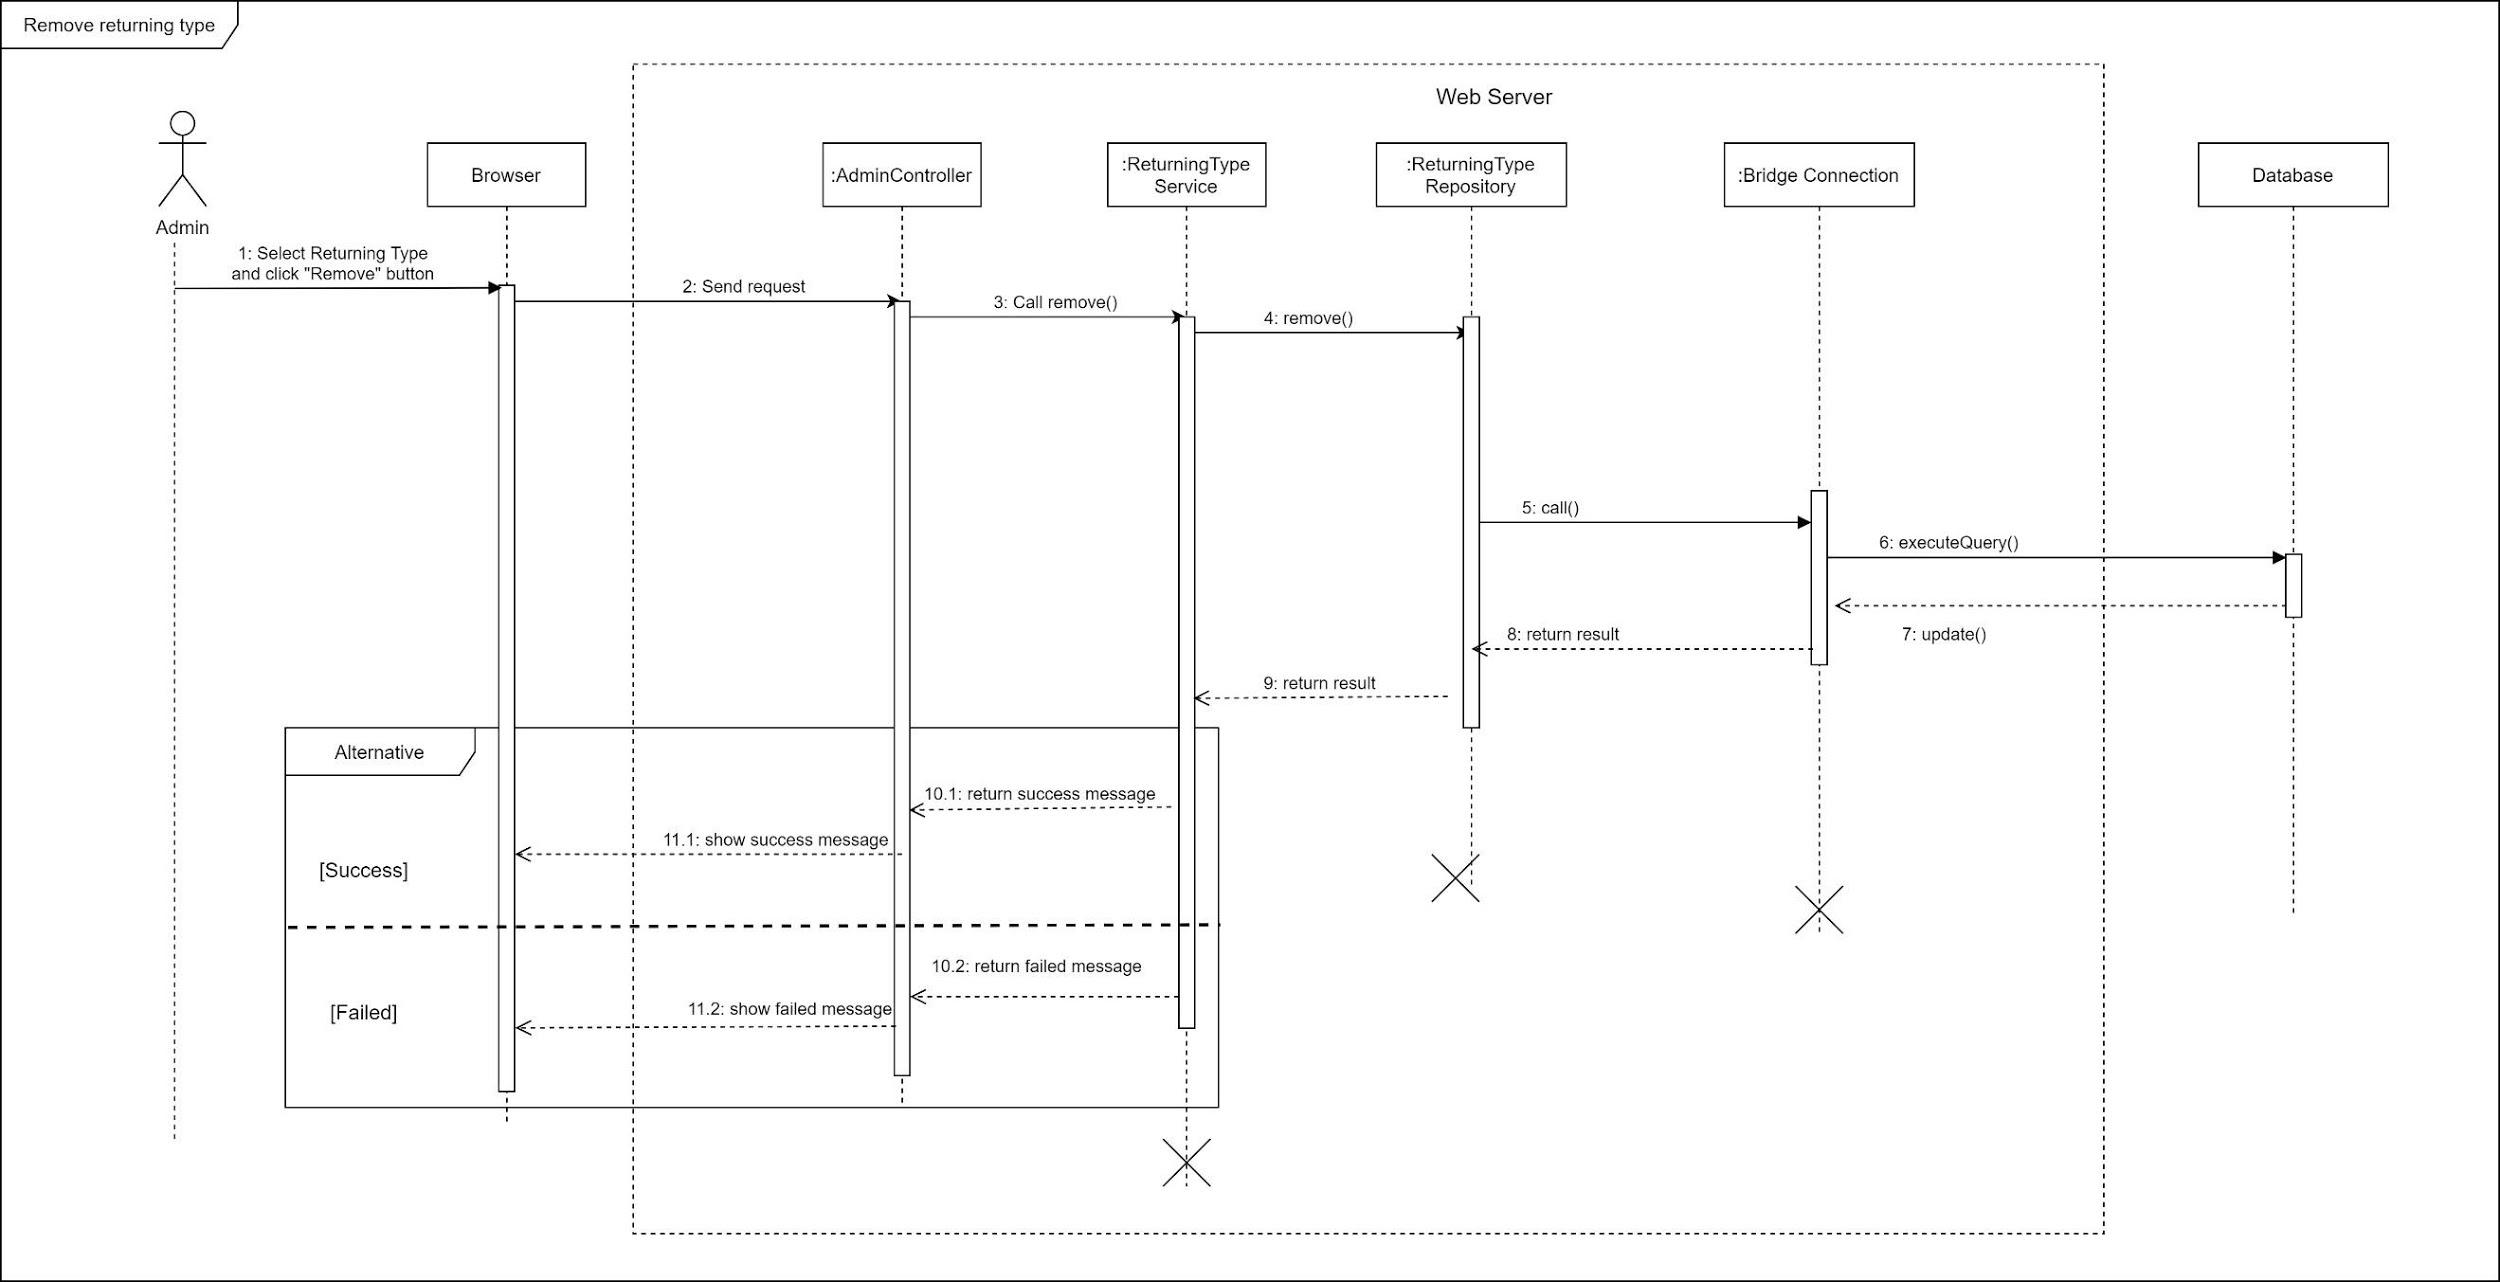 Remove returning type
Web Server
Admin
Browser
:AdminController
:ReturningType
Service
:ReturningType
Repository
:Bridge Connection
Database
1: Select Returning Type
and click "Remove" button
2: Send request
3: Call remove()
4: remove()
5: call()
6: executeQuery()
7: update()
8: return result
9: return result
Alternative
10.1: return success message
11.1: show success message
[Success]
10.2: return failed message
11.2: show failed message
[Failed]